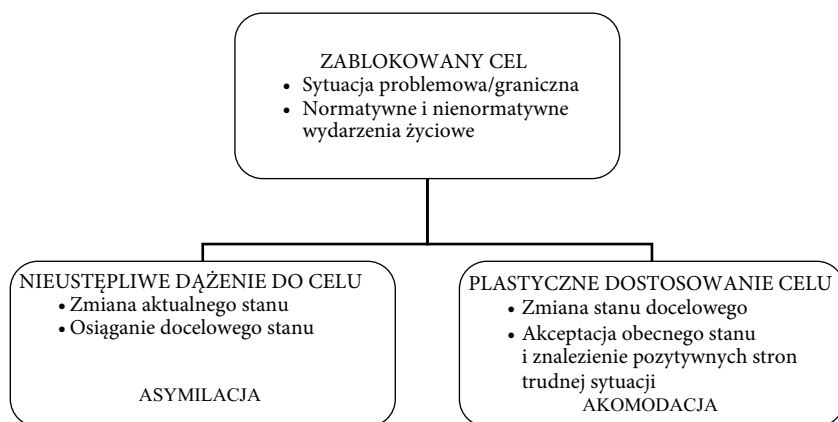 ZABLOKOWANY CEL
• Sytuacja problemowa/graniczna
• Normatywne i nienormatywne
wydarzenia życiowe
NIEUSTĘPLIWE DĄŻENIE DO CELU
• Zmiana aktualnego stanu
• Osiąganie docelowego stanu
ASYMILACJA
PLASTYCZNE DOSTOSOWANIE CELU
• Zmiana stanu docelowego
• Akceptacja obecnego stanu
i znalezienie pozytywnych stron
trudnej sytuacji
AKOMODACJA